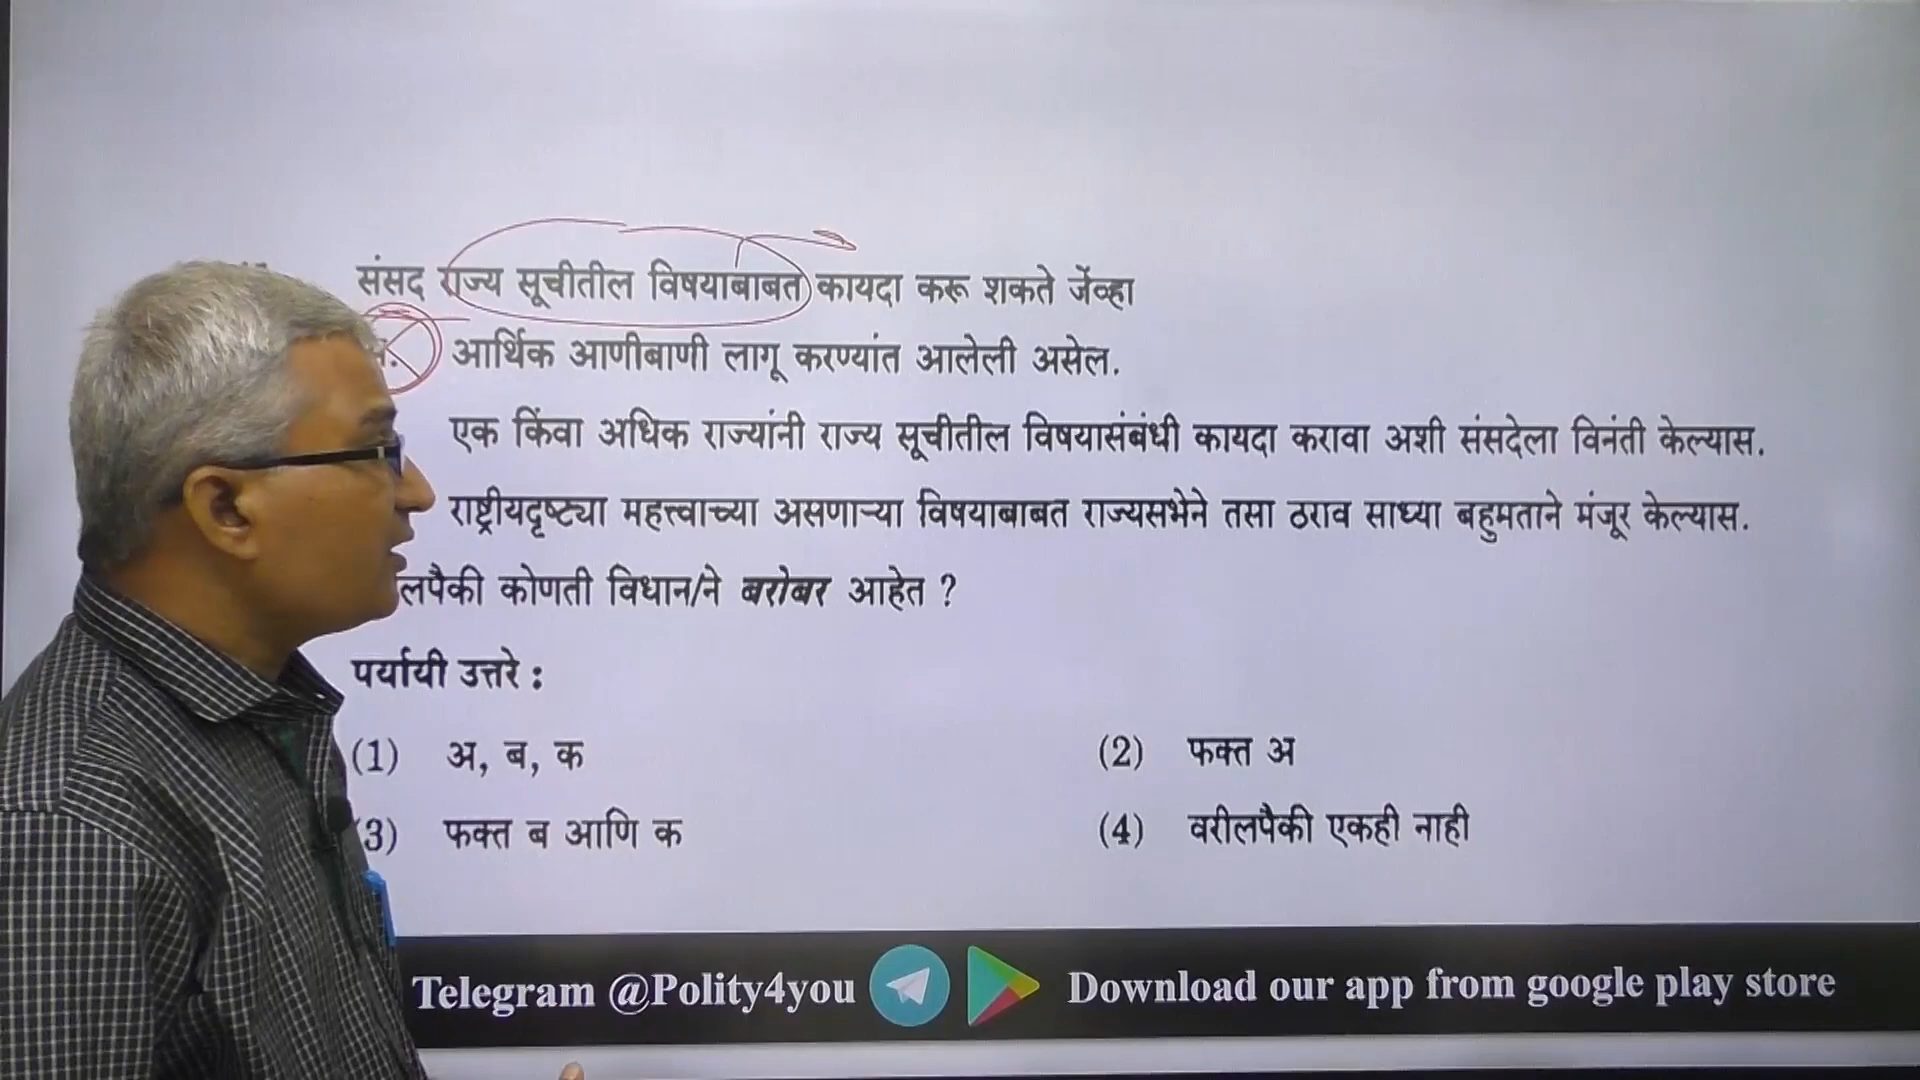 संसद राज्य सूचीतील विषयाबाबत कायदा करू शकते जेंव्हा
आर्थिक आणीबाणी लागू करण्यांत आलेली असेल.
एक किंवा अधिक राज्यांनी राज्य सूचीतील विषयासंबंधी कायदा करावा अशी संसदेला विनंती केल्यास.
राष्ट्रीयदृष्ट्या महत्त्वाच्या असणाऱ्या विषयाबाबत राज्यसभेने तसा ठराव साध्या बहुमताने मंजूर केल्यास.
लपैकी कोणती विधान/ने बरोबर आहेत ?
पर्यायी उत्तरे :
(1) अ, ब, क (2) फक्त अ
3) फक्त ब आणि क (4) वरीलपैकी एकही नाही
Telegram @Polity4you Download our app from google play store